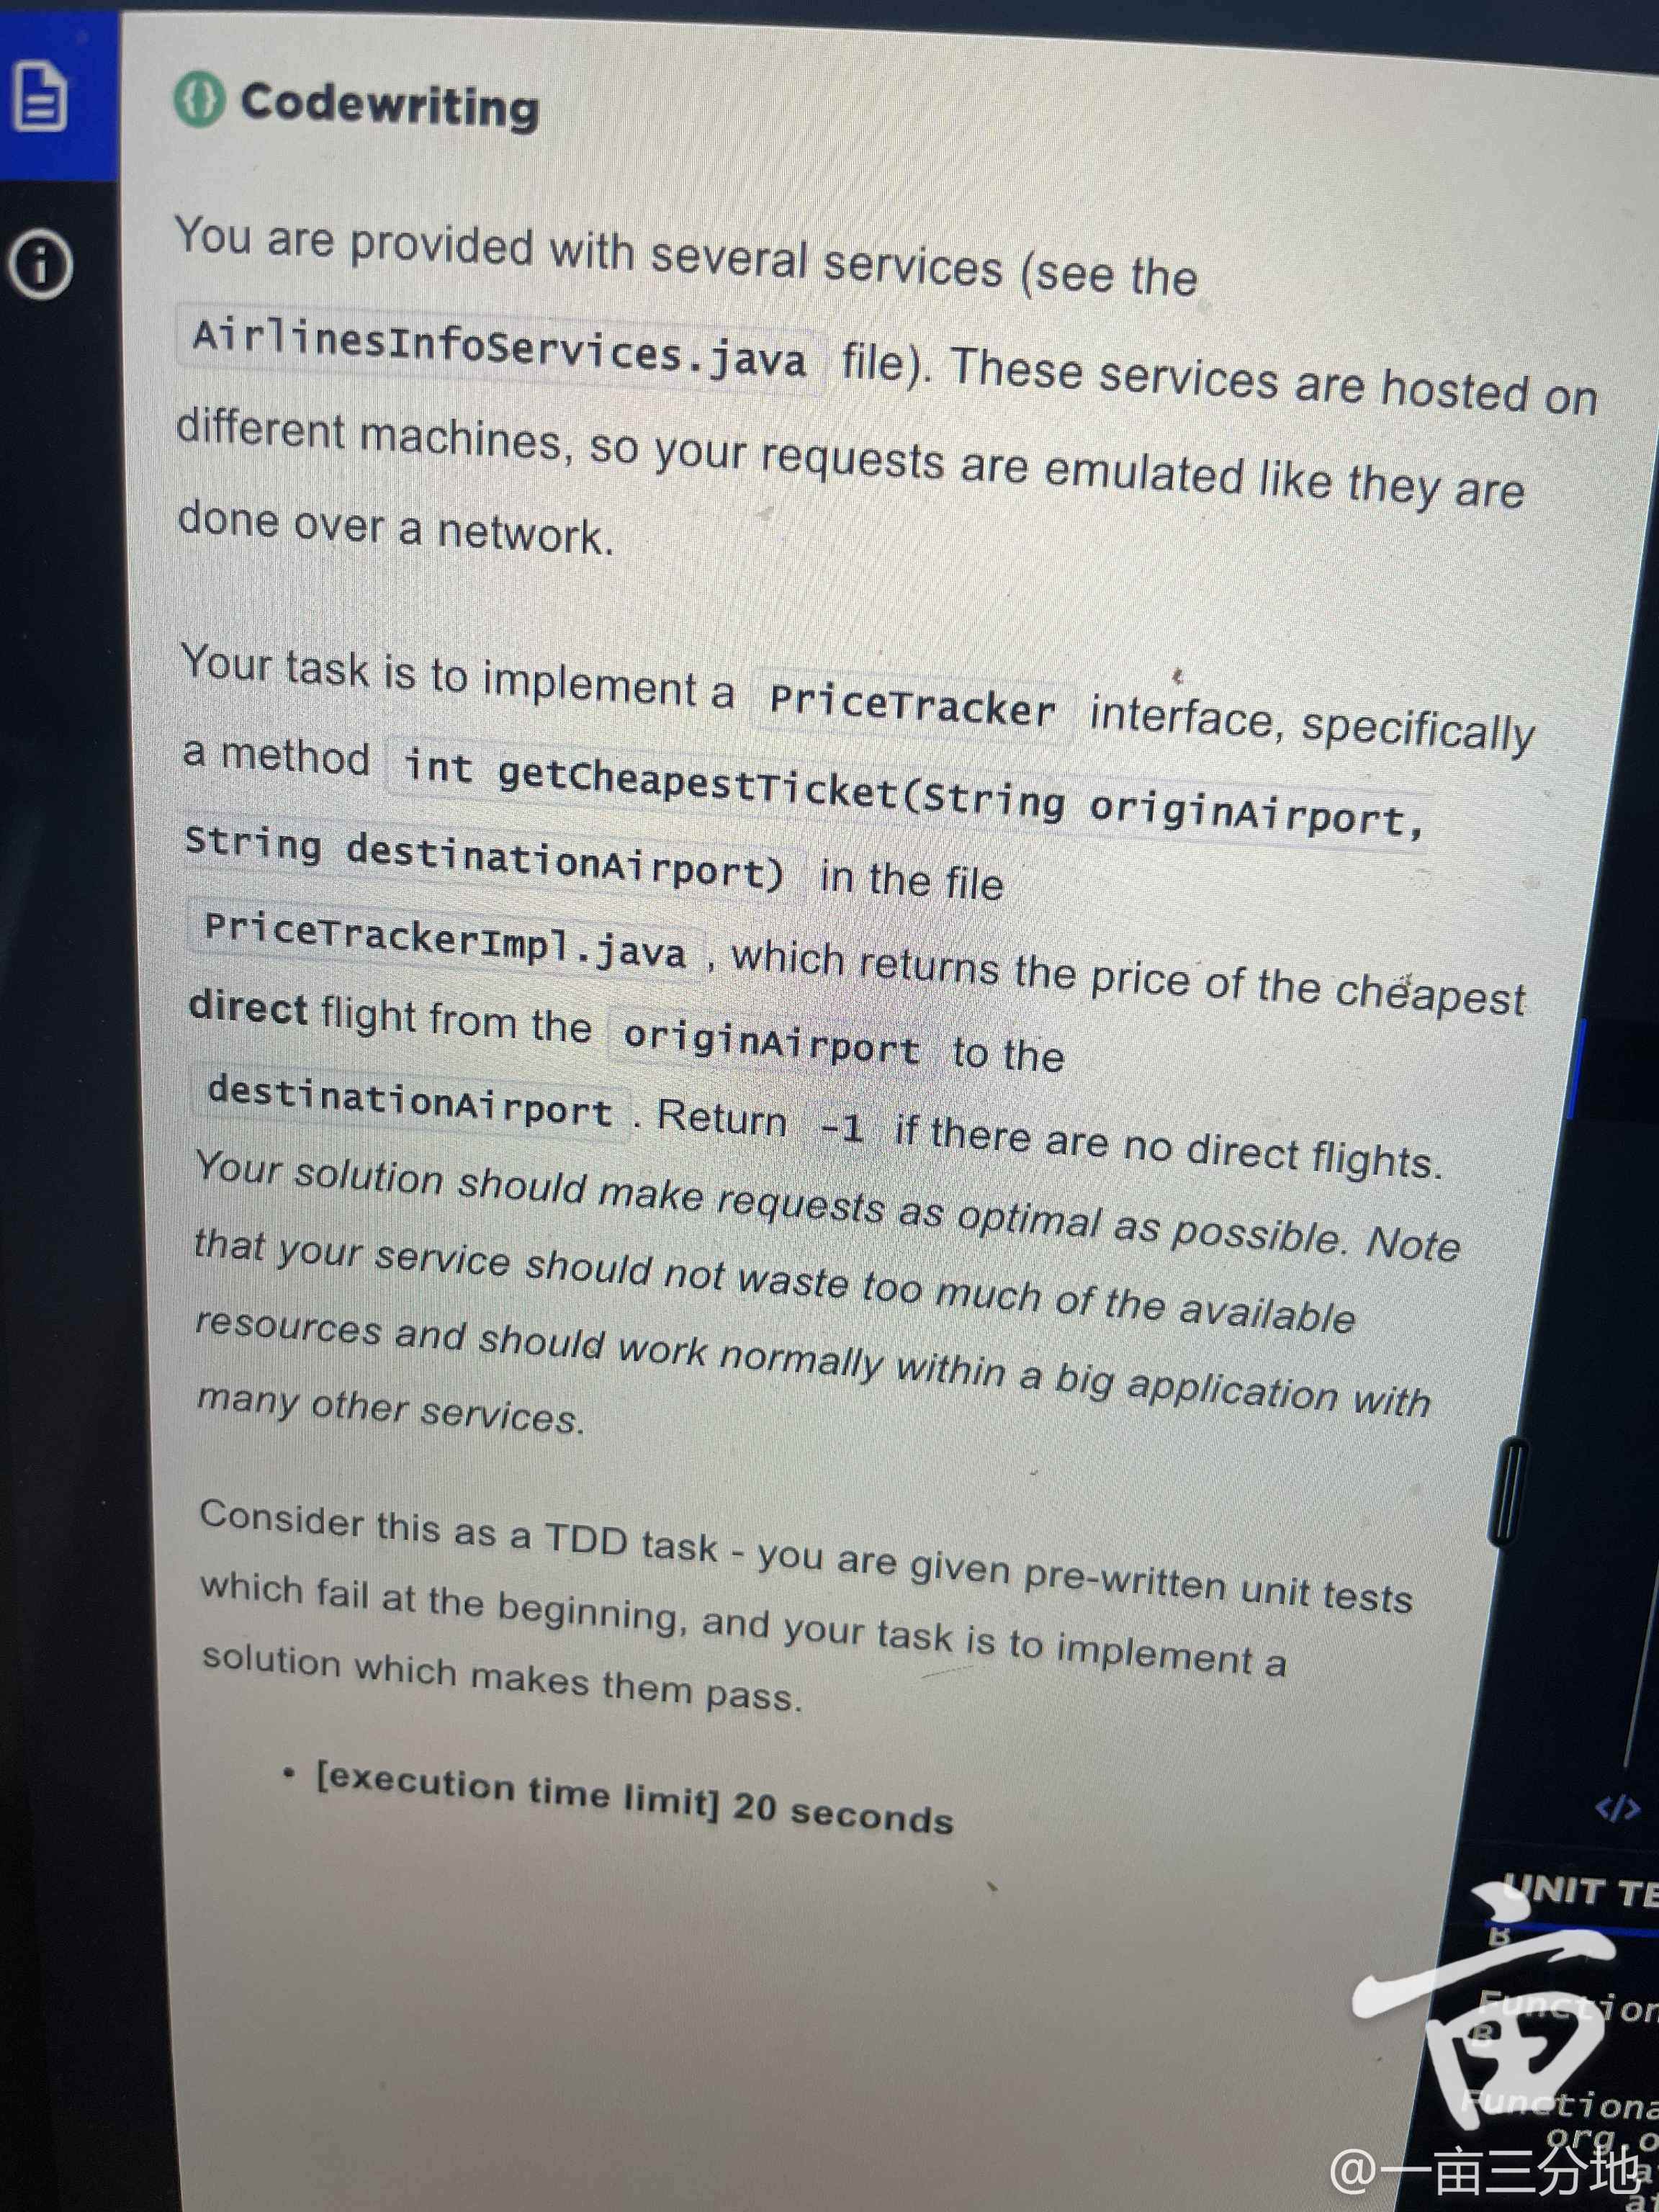 Codewriting
You are provided with several services (see the
AirlinesInfoServices.java file). These services are hosted on
different machines, so your requests are emulated like they are
done over a network.
Your task is to implement a PriceTracker interface, specifically
a method int getCheapestTicket(String originAirport,
String destinationAirport) in the file
PriceTrackerImpl.java , which returns the price of the cheapest
direct flight from the originAirport to the
destinationAirport . Return -1 if there are no direct flights.
Your solution should make requests as optimal as possible. Note
that your service should not waste too much of the available
resources and should work normally within a big application with
many other services.
Consider this as a TDD task - you are given pre-written unit tests
which fail at the beginning, and your task is to implement a
solution which makes them pass.
• [execution time limit] 20 seconds
</>
UNIT TE
Function
Functiona
org.o
@一亩三分地